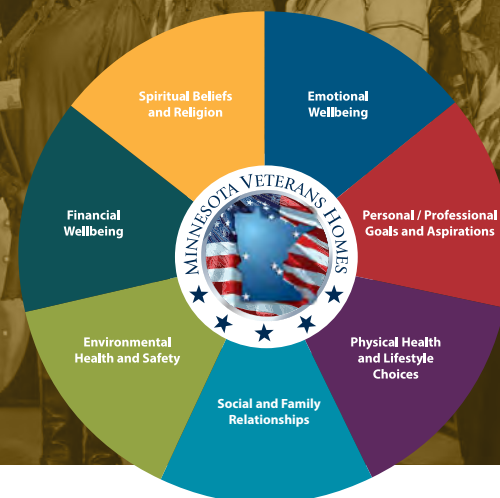 Spiritual Beliefs
and Religion
Emotional
Wellbeing
Personal / Professional
Goals and Aspirations
Physical Health
and Lifestyle
Choices
Social and Family
Relationships
Environmental
Health and Safety
Financial
Wellbeing
MINNESOTA VETERANS HOMES